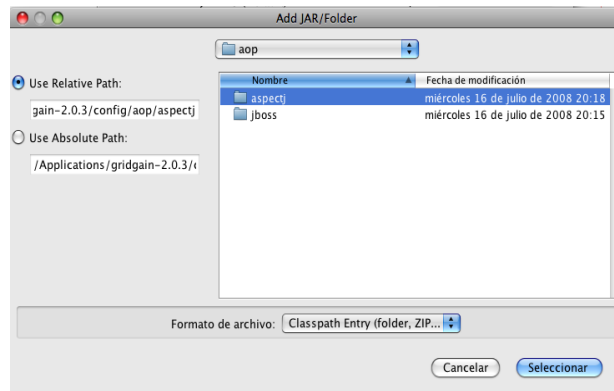 Add JAR/Folder
aop
Use Relative Path:
gain-2.0.3/config/aop/aspectj
Use Absolute Path:
/Applications/gridgain-2.0.3/
Nombre
Fecha de modificación
aspectj
miércoles 16 de julio de 2008 20:18
jboss
miércoles 16 de julio de 2008 20:15
Formato de archivo:
Classpath Entry (folder, ZIP...
Cancelar
Seleccionar